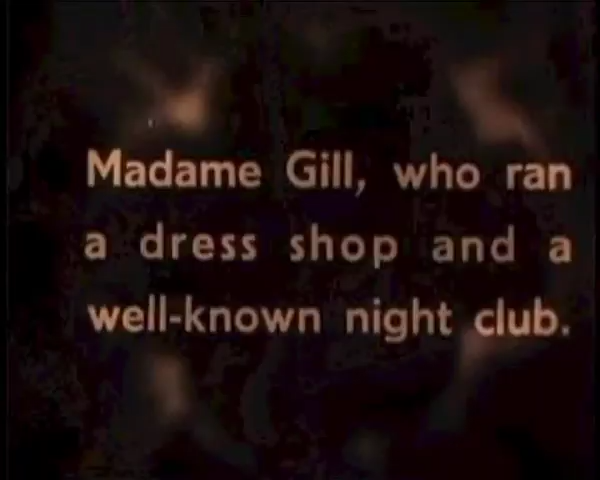 Madame Gill, who ran
a dress shop and a
well-known night club.